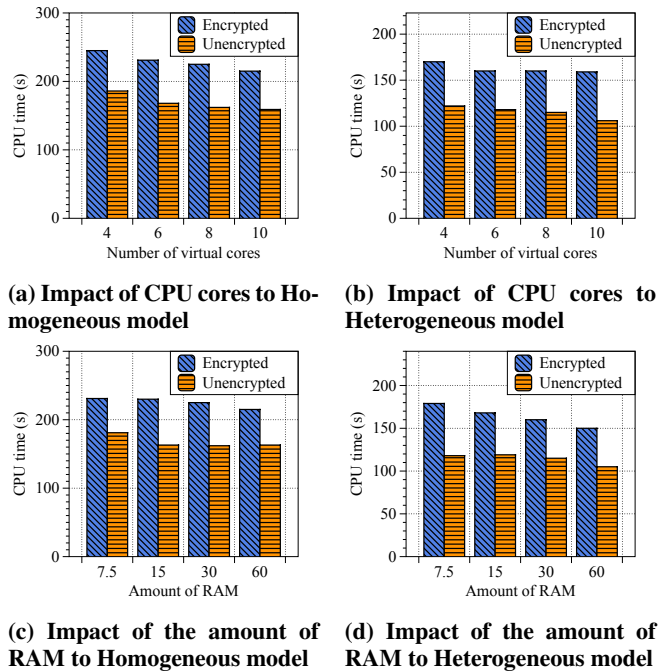 300
200
100
0
CPU time (s)
Encrypted
Unencrypted
4 6 8 10
Number of virtual cores
200
150
100
50
0
CPU time (s)
Encrypted
Unencrypted
4 6 8 10
Number of virtual cores
(a) Impact of CPU cores to Ho-
mogeneous model
(b) Impact of CPU cores to
Heterogeneous model
300
200
100
0
CPU time (s)
Encrypted
Unencrypted
7.5 15 30 60
Amount of RAM
200
150
100
50
0
CPU time (s)
Encrypted
Unencrypted
7.5 15 30 60
Amount of RAM
(c) Impact of the amount of
RAM to Homogeneous model
(d) Impact of the amount of
RAM to Heterogeneous model